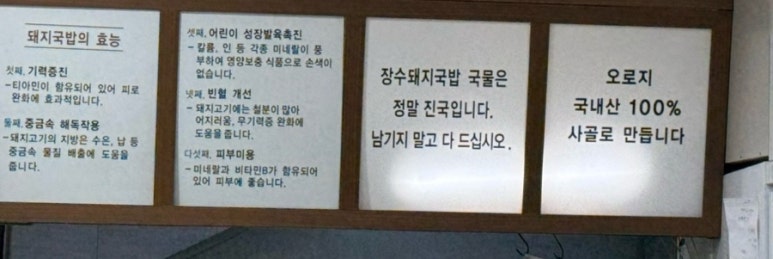 돼지국밥의 효능
첫째, 기력증진
-티아민이 함유되어 있어 피로
완화에 효과적입니다.
둘째, 중금속 해독작용
-돼지고기의 지방은 수은, 납 등
중금속 물질 배출에 도움을
줍니다.
셋째, 어린이 성장발육촉진
-칼륨, 인 등 각종 미네랄이 풍
부하여 영양보충 식품으로 손색이
없습니다.
넷째, 빈혈 개선
-돼지고기에는 철분이 많아
어지러움, 무기력증 완화에
도움을 줍니다.
다섯째, 피부미용
-미네랄과 비타민B가 함유되어
있어 피부에 좋습니다.
장수돼지국밥 국물은
정말 진국입니다.
남기지 말고 다 드십시오.
오로지
국내산 100%
사골로 만듭니다